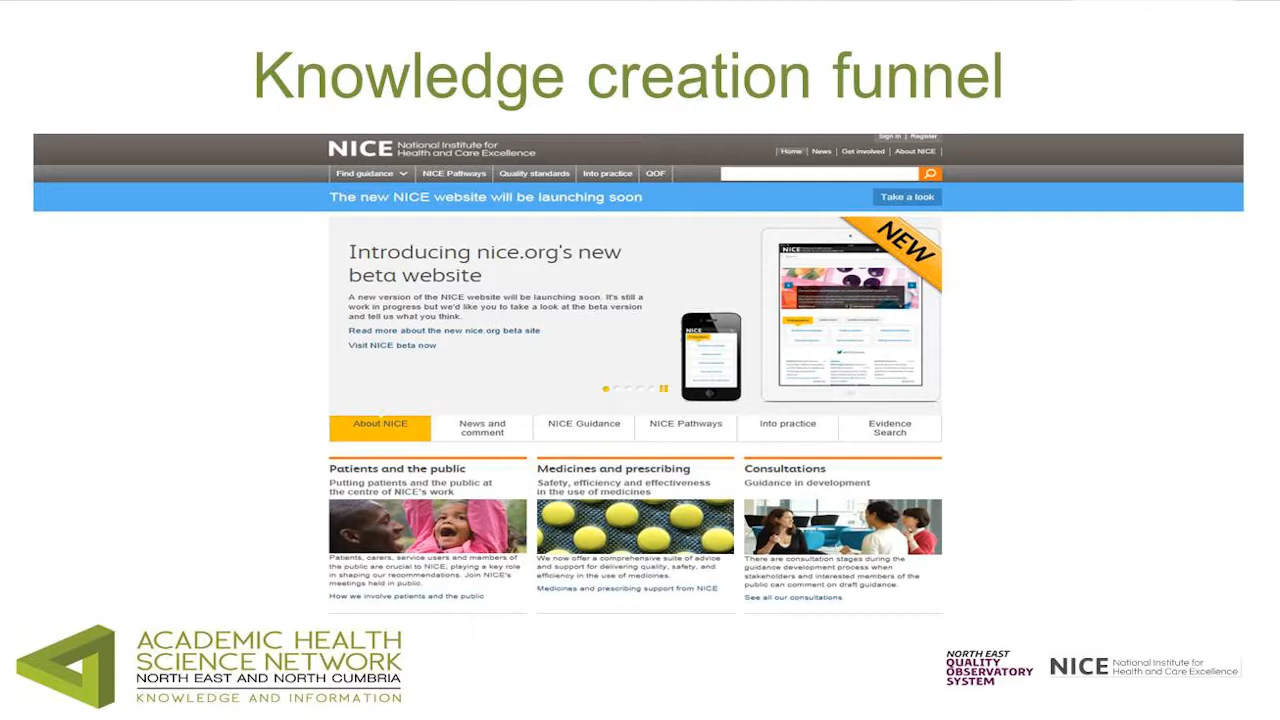 Knowledge creation funnel
Sign In | Register
NICE National Institute for
Health and Care Excellence
Home News Get involved About NICE
Find guidance NICE Pathways Quality standards Into practice QOF
The new NICE website will be launching soon
Take a look
Introducing nice.org's new
beta website
NEW
A new version of the NICE website will be launching soon. It's still a
work in progress but we'd like you to take a look at the beta version
and tell us what you think.
Read more about the new nice.org beta site
Visit NICE beta now
NICE
NICE
About NICE
News and
comment
NICE Guidance
NICE Pathways
Into practice
Evidence
Search
Patients and the public
Putting patients and the public at
the centre of NICE's work
Patients, carers, service users and members of
the public are crucial to NICE, playing a key role
in shaping our recommendations. Join NICE's
meetings held in public.
How we involve patients and the public
Medicines and prescribing
Safety, efficiency and effectiveness
in the use of medicines
We now offer a comprehensive suite of advice
and support for delivering quality, safety, and
efficiency in the use of medicines.
Medicines and prescribing support from NICE
Consultations
Guidance in development
There are consultation stages during the
guidance development process when
stakeholders and interested members of the
public can comment on draft guidance.
See all our consultations
ACADEMIC HEALTH
SCIENCE NETWORK
NORTH EAST AND NORTH CUMBRIA
KNOWLEDGE AND INFORMATION
NORTH EAST
QUALITY
OBSERVATORY
SYSTEM
NICE National Institute for
Health and Care Excellence